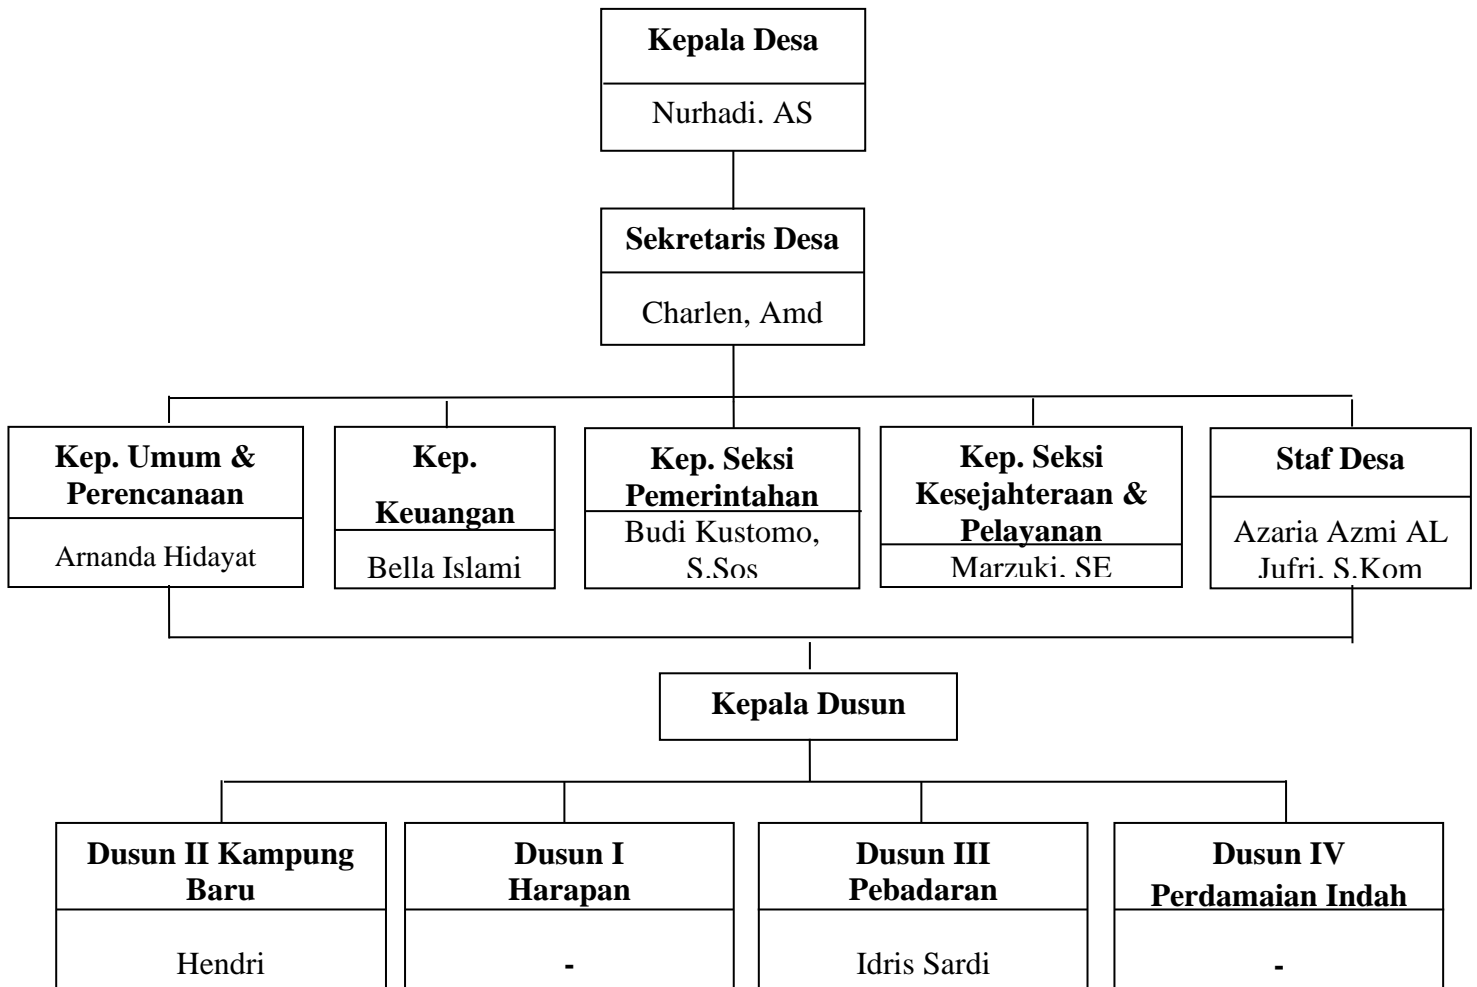 Kepala Desa
Nurhadi. AS
Sekretaris Desa
Charlen, Amd
Kep. Umum &
Perencanaan
Arnanda Hidayat
Kep.
Keuangan
Bella Islami
Kep. Seksi
Pemerintahan
Budi Kustomo,
S.Sos
Kep. Seksi
Kesejahteraan &
Pelayanan
Marzuki, SE
Staf Desa
Azaria Azmi AL
Jufri, S.Kom
Kepala Dusun
Dusun II Kampung
Baru
Hendri
Dusun I
Harapan
-
Dusun III
Pebadaran
Idris Sardi
Dusun IV
Perdamaian Indah
-